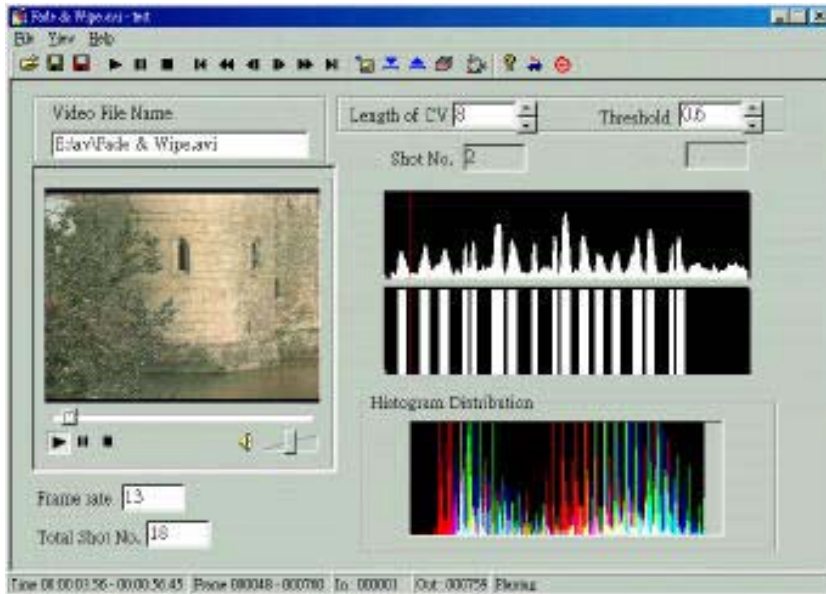 Fade & Wipe.avi - test
File View Help
Video File Name
E:\av\Fade & Wipe.avi
Length of CV 8
Threshold 0.6
Shot No. 2
Histogram Distribution
Frame rate 13
Total Shot No. 18
Time 00:00:03.56 - 00:00:56.45 Frame 000048 - 000760 In: 000001 Out: 000759 Playing